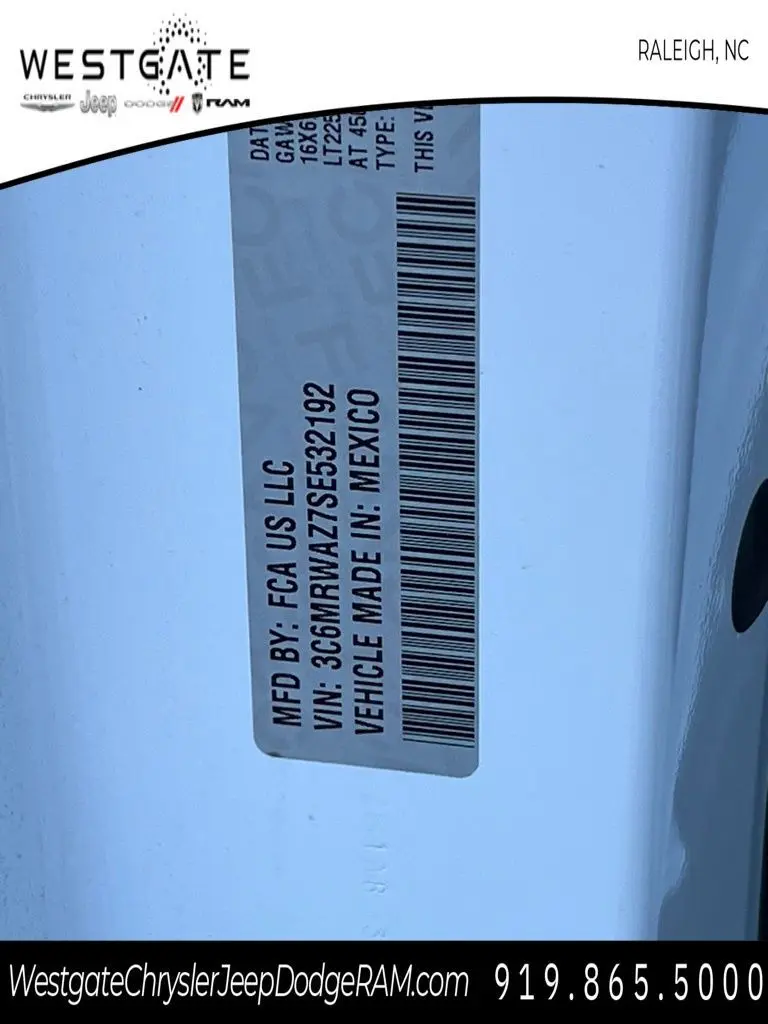 WESTGATE
CHRYSLER Jeep DODGE RAM
RALEIGH, NC
MFD BY: FCA US LLC
VIN: 3C6MRWAZ7SE532192
VEHICLE MADE IN: MEXICO
DAT
GAW
16X6
LT225
AT 45
TYPE:
THIS
WestgateChryslerJeepDodgeRAM.com 919.865.5000